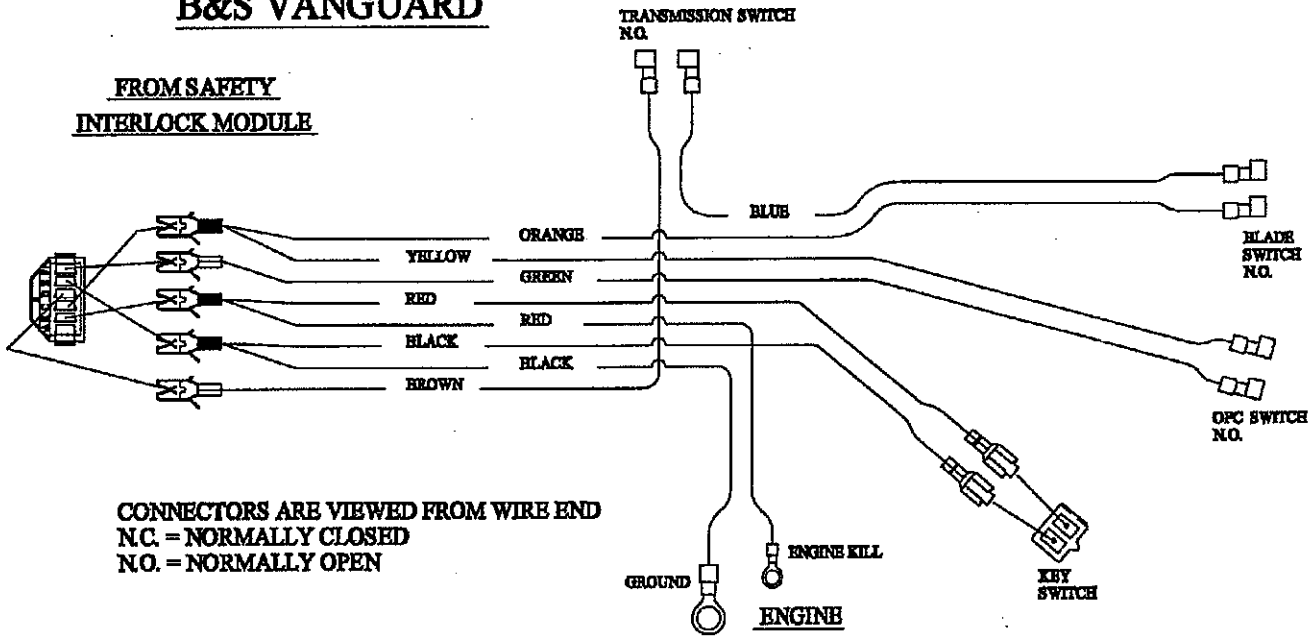 B&S VANGUARD
TRANSMISSION SWITCH
N.O.
FROM SAFETY
INTERLOCK MODULE
BLUE
ORANGE
YELLOW
GREEN
RED
RED
BLACK
BLACK
BROWN
BLADE
SWITCH
N.O.
OPC SWITCH
N.O.
CONNECTORS ARE VIEWED FROM WIRE END
N.C. = NORMALLY CLOSED
N.O. = NORMALLY OPEN
ENGINE KILL
GROUND
ENGINE
KEY
SWITCH